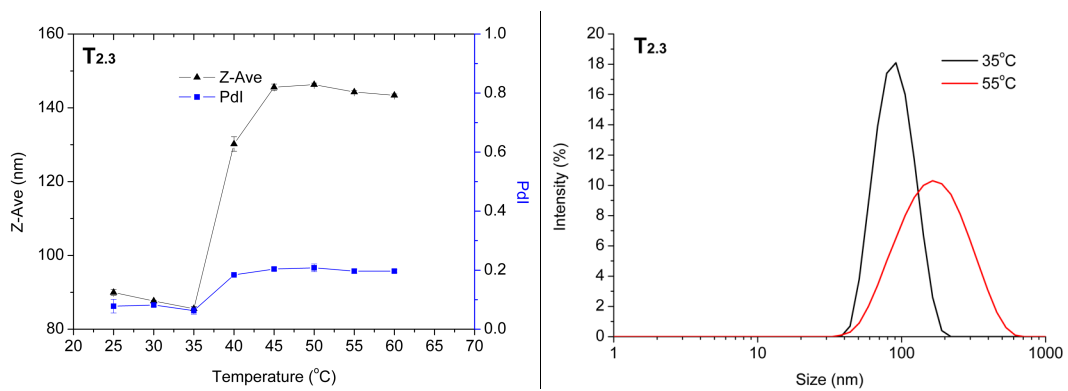 T2.3
Z-Ave
PdI
160
140
120
100
80
Z-Ave (nm)
1.0
0.8
0.6
0.4
0.2
0.0
PdI
20 25 30 35 40 45 50 55 60 65 70
Temperature (°C)
T2.3
35°C
55°C
20
18
16
14
12
10
8
6
4
2
0
Intensity (%)
1 10 100 1000
Size (nm)